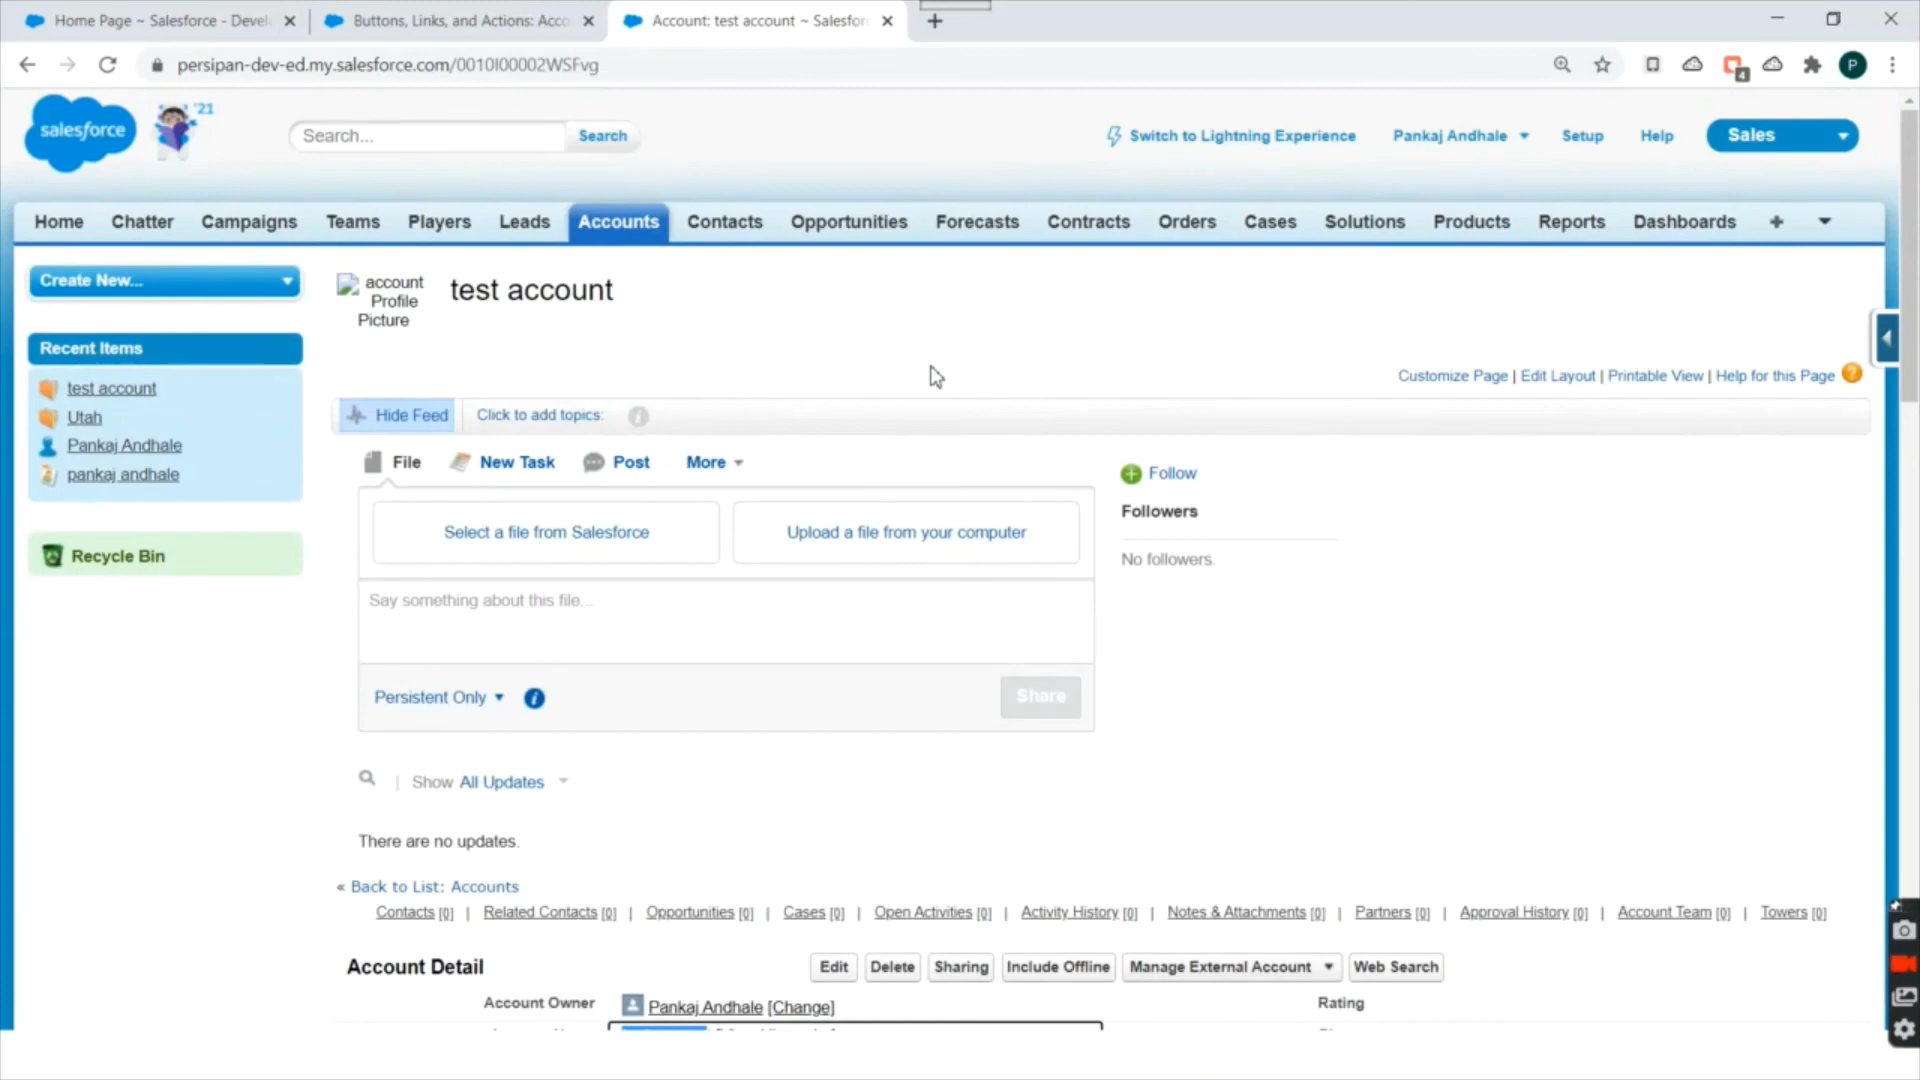 Home Page ~ Salesforce - Devel
Buttons, Links, and Actions: Acco
Account: test account ~ Salesfor
persipan-dev-ed.my.salesforce.com/0010I00002WSFvg
4
P
salesforce
'21
Search...
Search
Switch to Lightning Experience
Pankaj Andhale
Setup
Help
Sales
Home
Chatter
Campaigns
Teams
Players
Leads
Accounts
Contacts
Opportunities
Forecasts
Contracts
Orders
Cases
Solutions
Products
Reports
Dashboards
Create New...
Recent Items
test account
Utah
Pankaj Andhale
pankaj andhale
Recycle Bin
account
Profile
Picture
test account
Customize Page | Edit Layout | Printable View | Help for this Page
Hide Feed
Click to add topics:
File
New Task
Post
More
Select a file from Salesforce
Upload a file from your computer
Say something about this file...
Persistent Only
Share
Follow
Followers
No followers.
Show All Updates
There are no updates.
« Back to List: Accounts
Contacts [0] | Related Contacts [0] | Opportunities [0] | Cases [0] | Open Activities [0] | Activity History [0] | Notes & Attachments [0] | Partners [0] | Approval History [0] | Account Team [0] | Towers [0]
Account Detail
Edit
Delete
Sharing
Include Offline
Manage External Account
Web Search
Account Owner
Pankaj Andhale [Change]
Rating